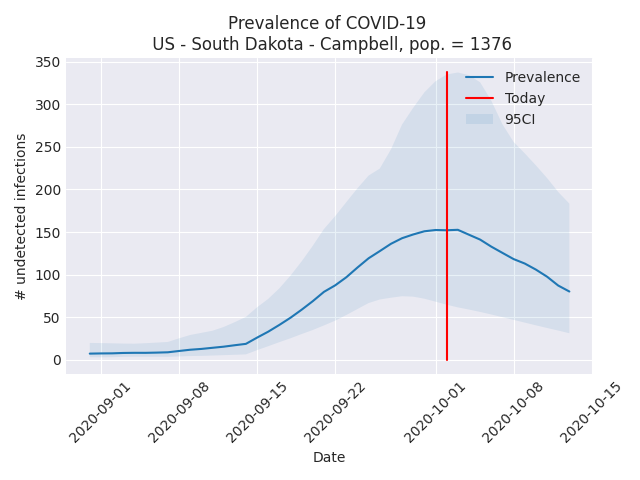 Prevalence of COVID-19
US - South Dakota - Campbell, pop. = 1376
350
300
250
200
150
100
50
0
# undetected infections
Prevalence
Today
95CI
2020-09-01
2020-09-08
2020-09-15
2020-09-22
2020-10-01
2020-10-08
2020-10-15
Date